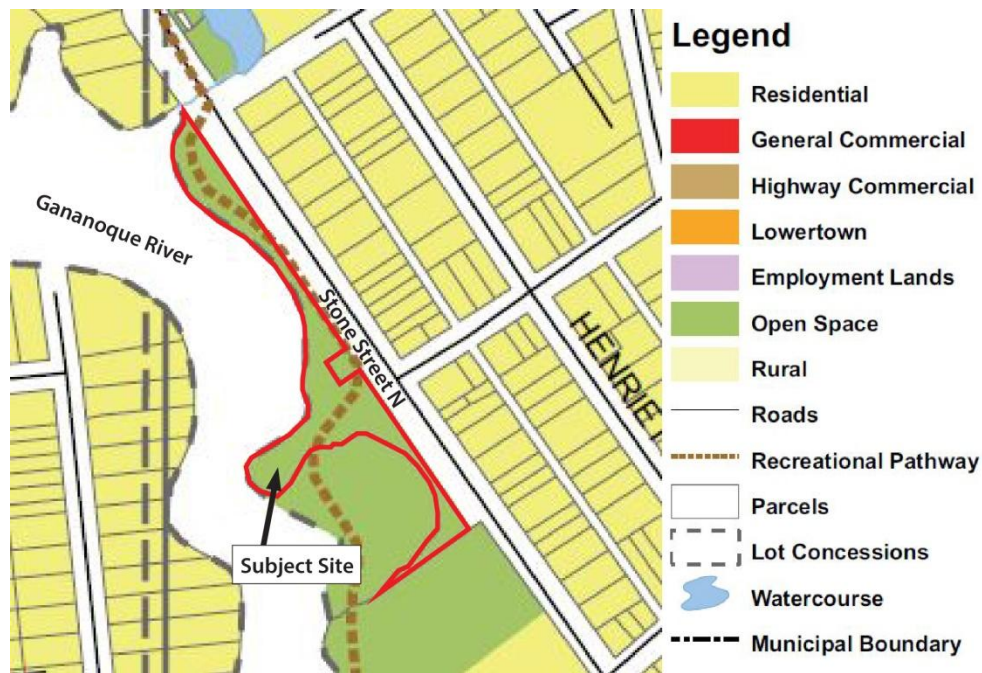 Gananoque River
Stone Street N
HENRIET
Subject Site
Legend
Residential
General Commercial
Highway Commercial
Lowertown
Employment Lands
Open Space
Rural
Roads
Recreational Pathway
Parcels
Lot Concessions
Watercourse
Municipal Boundary